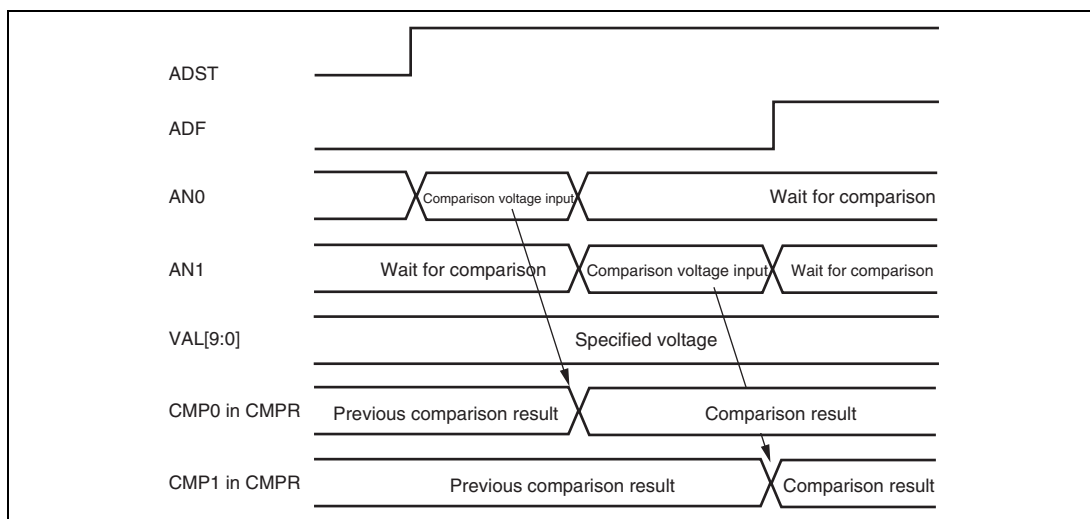 ADST
ADF
AN0 Comparison voltage input Wait for comparison
AN1 Wait for comparison Comparison voltage input Wait for comparison
VAL[9:0] Specified voltage
CMP0 in CMPR Previous comparison result Comparison result
CMP1 in CMPR Previous comparison result Comparison result